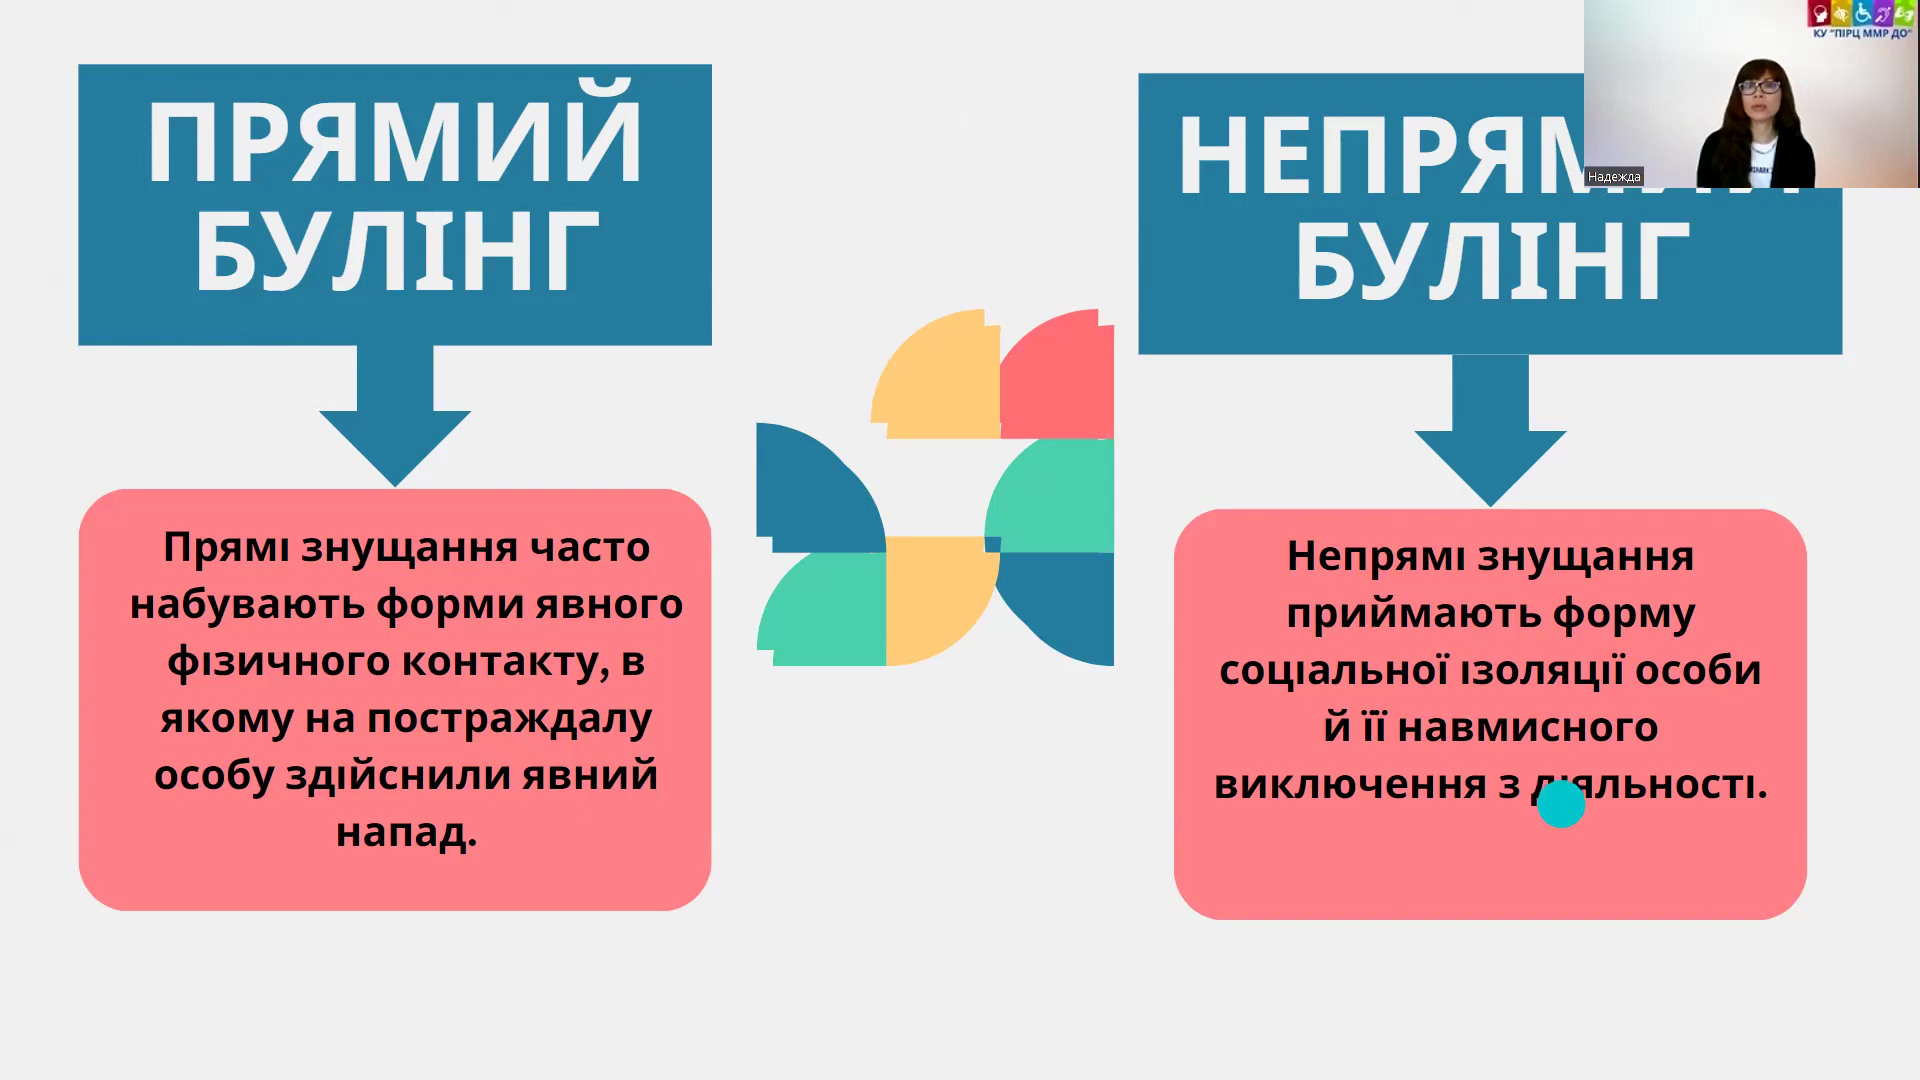 ПРЯМИЙ
БУЛІНГ
Прямі знущання часто
набувають форми явного
фізичного контакту, в
якому на постраждалу
особу здійснили явний
напад.
БУЛІНГ
Непрямі знущання
приймають форму
соціальної ізоляції особи
й її навмисного
виключення з діяльності.
КУ "ПІРЦ ММР ДО"
Надежда